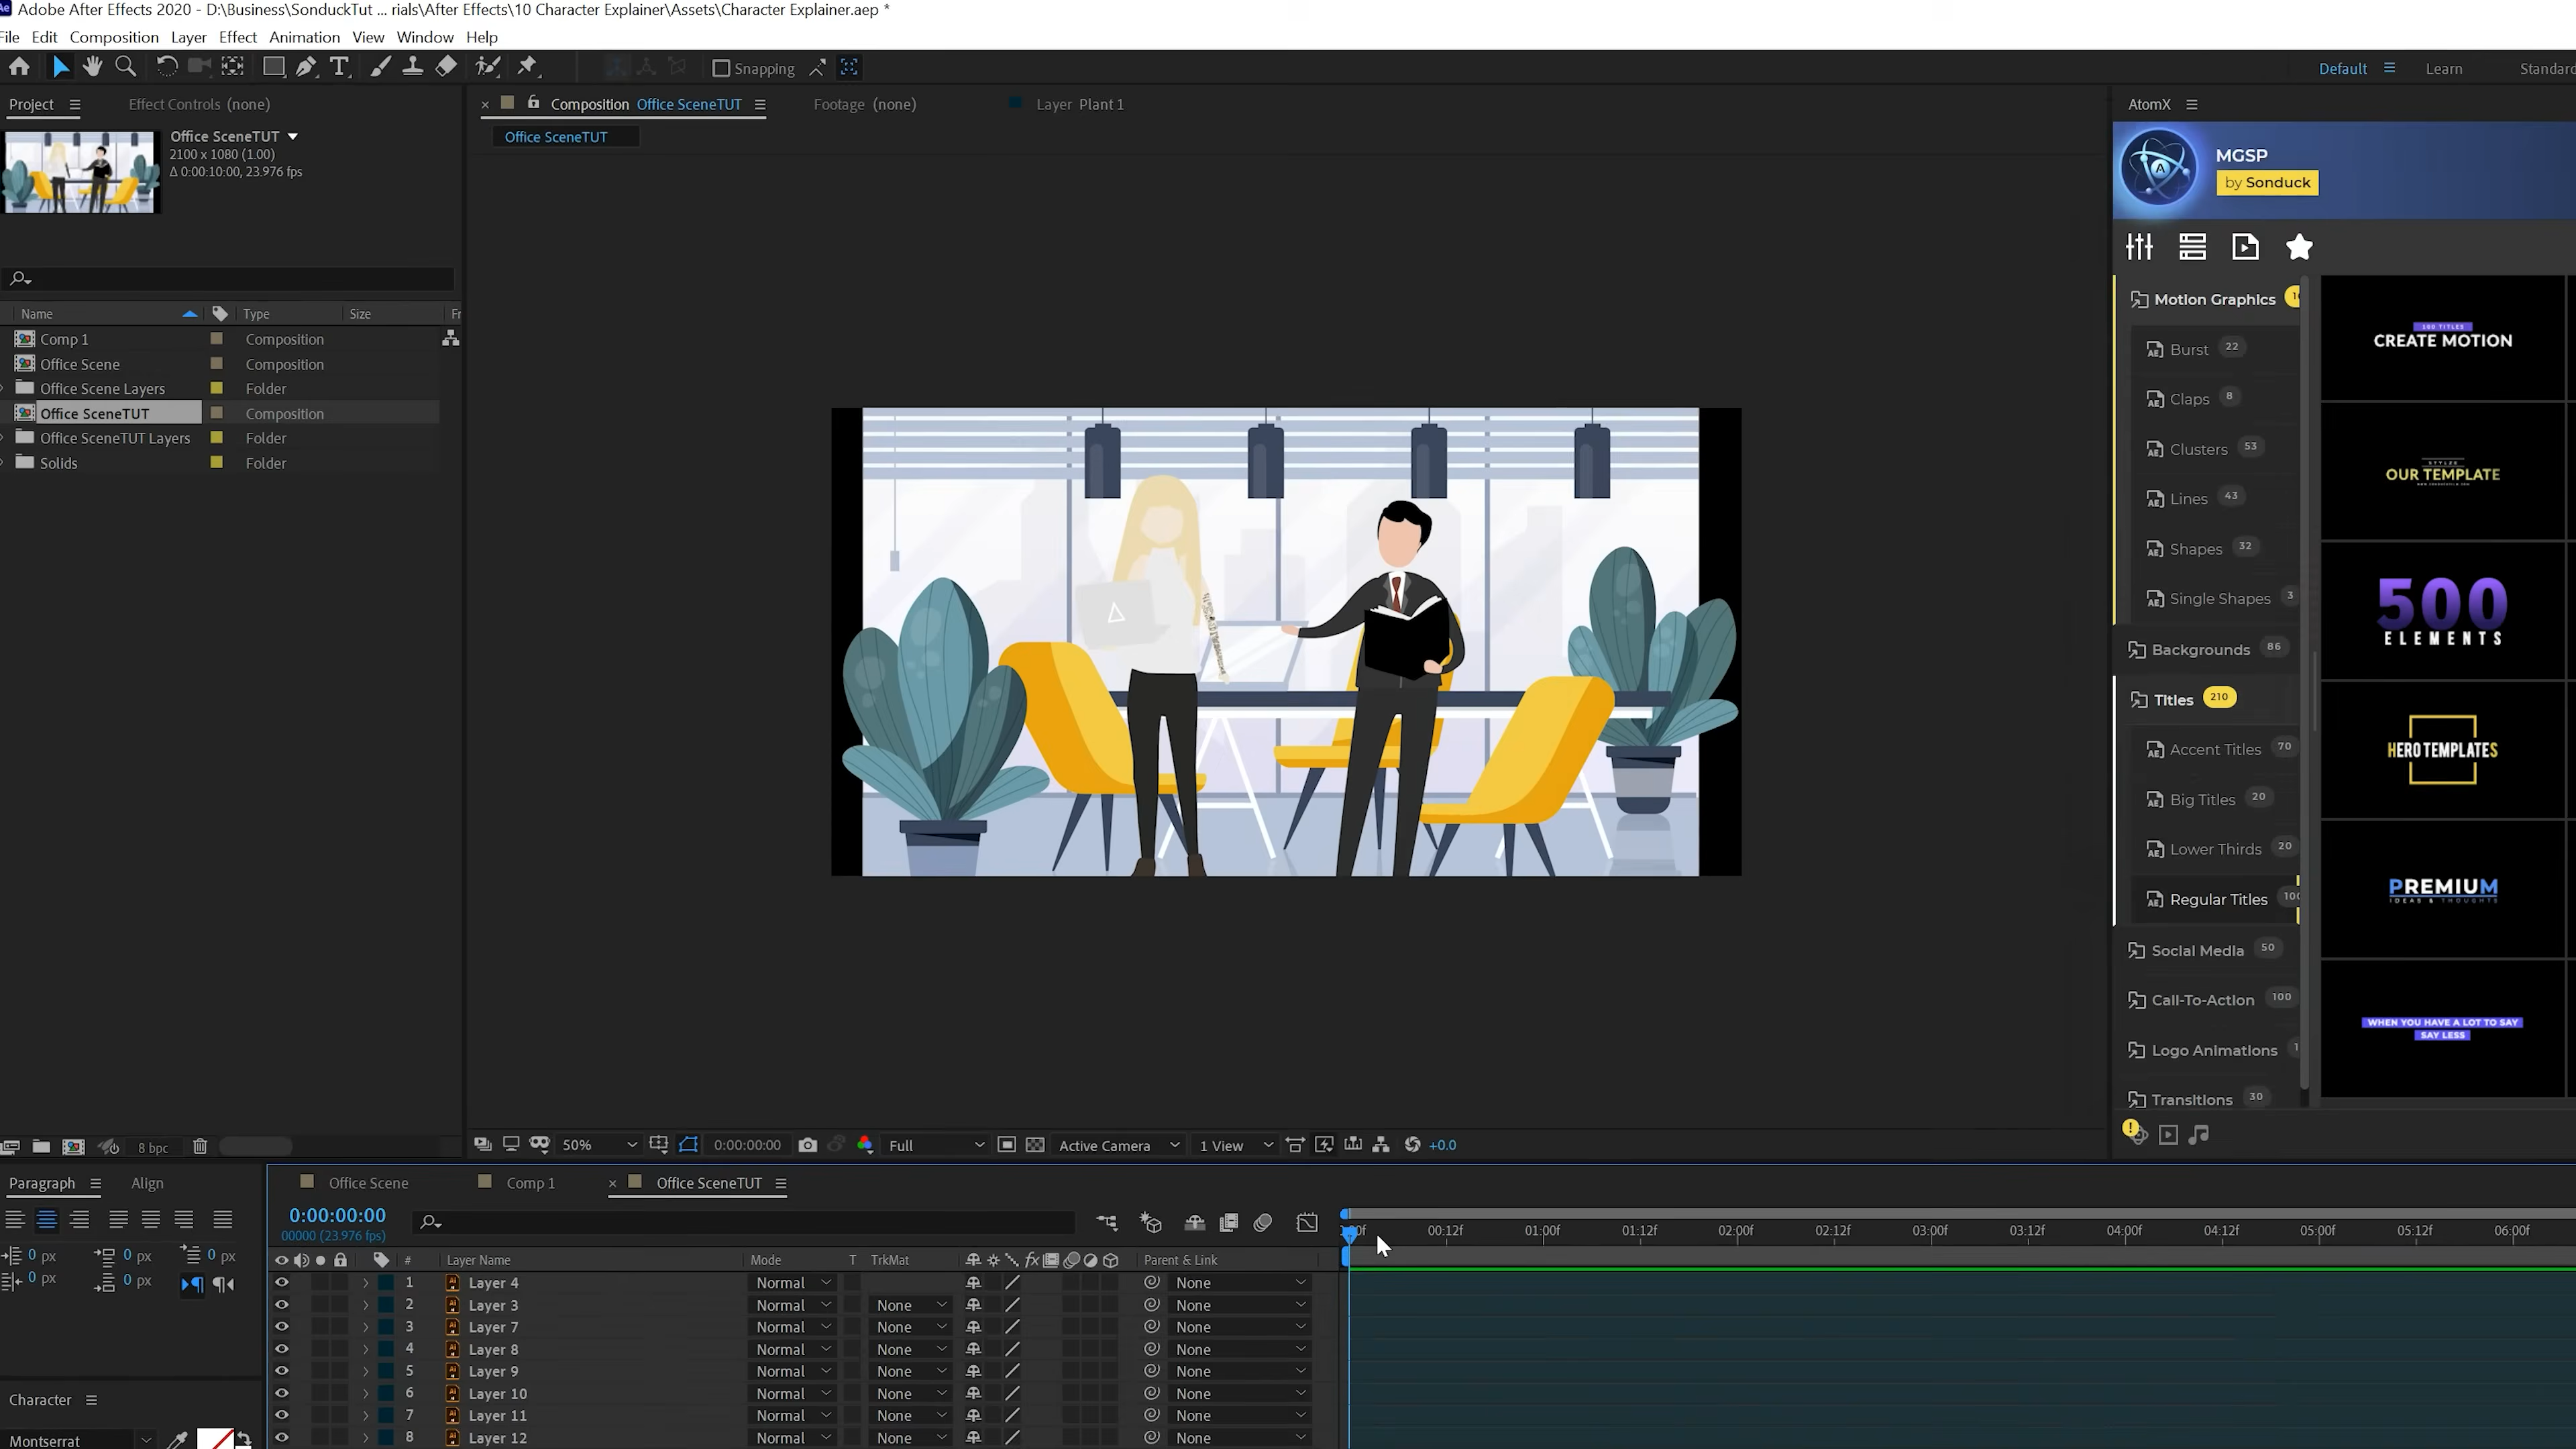 Adobe After Effects 2020 - D:\Business\SonduckTut ... rials\After Effects\10 Character Explainer\Assets\Character Explainer.aep *
File Edit Composition Layer Effect Animation View Window Help
Snapping
Default Learn Standard
Project Effect Controls (none)
Composition Office SceneTUT Footage (none) Layer Plant 1
AtomX
Office SceneTUT
2100 x 1080 (1.00)
Δ 0:00:10:00, 23.976 fps
Office SceneTUT
MGSP
by Sonduck
Name Type Size Fr
Comp 1 Composition
Office Scene Composition
Office Scene Layers Folder
Office SceneTUT Composition
Office SceneTUT Layers Folder
Solids Folder
Motion Graphics
Burst 22
Claps 8
Clusters 53
Lines 43
Shapes 32
Single Shapes 3
Backgrounds 86
Titles 210
Accent Titles 70
Big Titles 20
Lower Thirds 20
Regular Titles 100
Social Media 50
Call-To-Action 100
Logo Animations 1
Transitions 30
100 TITLES
CREATE MOTION
OUR TEMPLATE
500
ELEMENTS
HERO TEMPLATES
PREMIUM
IDEAS & THOUGHTS
WHEN YOU HAVE A LOT TO SAY
SAY LESS
8 bpc
50% 0:00:00:00 Full Active Camera 1 View +0.0
Paragraph Align
0 px 0 px 0 px
0 px 0 px
Character
Montserrat
Office Scene Comp 1 Office SceneTUT
0:00:00:00
00000 (23.976 fps)
:00f 00:12f 01:00f 01:12f 02:00f 02:12f 03:00f 03:12f 04:00f 04:12f 05:00f 05:12f 06:00f
# Layer Name Mode T TrkMat Parent & Link
1 Layer 4 Normal None
2 Layer 3 Normal None None
3 Layer 7 Normal None None
4 Layer 8 Normal None None
5 Layer 9 Normal None None
6 Layer 10 Normal None None
7 Layer 11 Normal None None
8 Layer 12 Normal None None